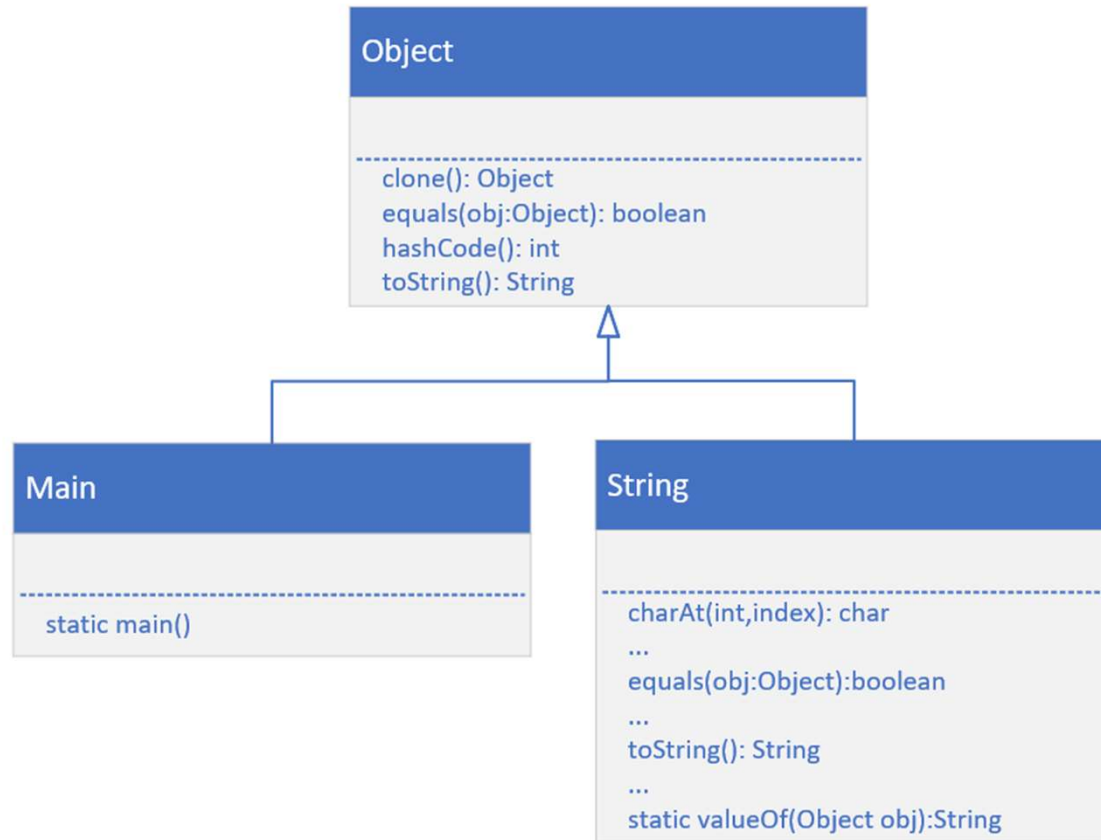 Object
clone(): Object
equals(obj:Object): boolean
hashCode(): int
toString(): String
Main
static main()
String
charAt(int,index): char
...
equals(obj:Object):boolean
...
toString(): String
...
static valueOf(Object obj):String